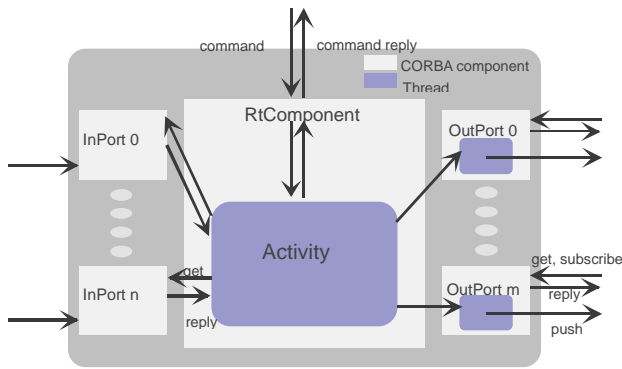 command
command reply
CORBA component
Thread
RtComponent
InPort 0
OutPort 0
Activity
get
get, subscribe
InPort n
OutPort m
reply
reply
push